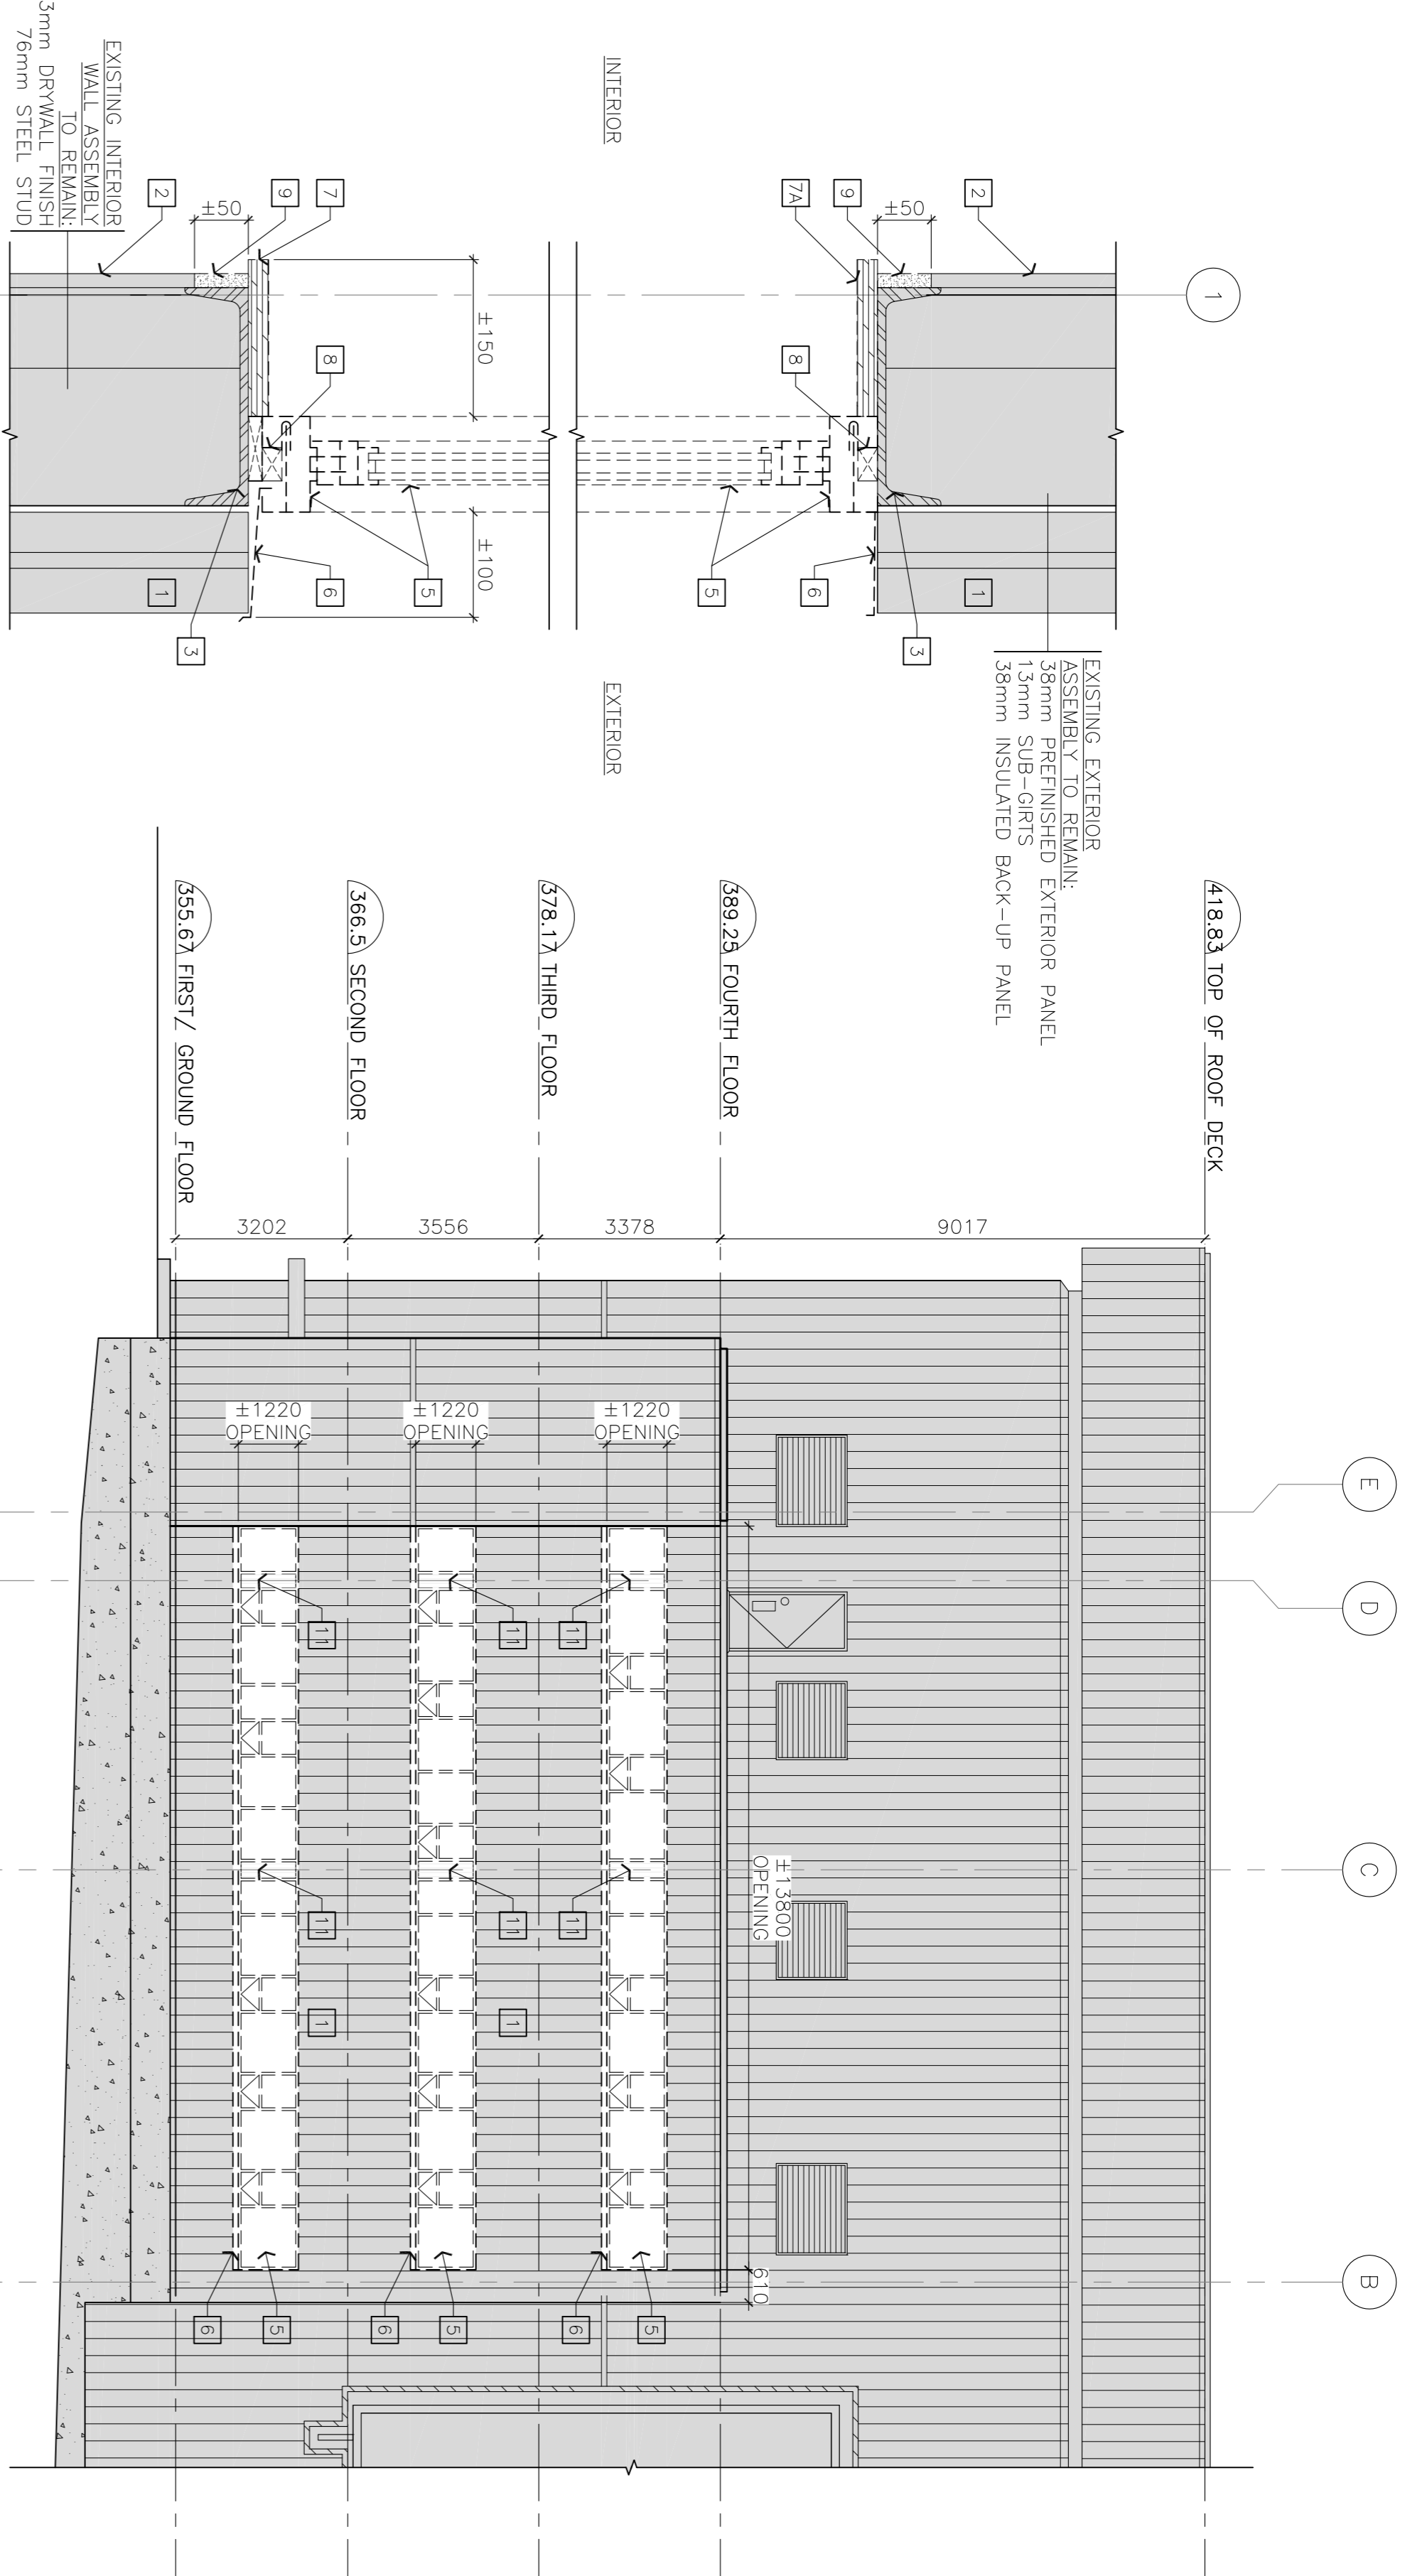 EXISTING EXTERIOR
ASSEMBLY TO REMAIN:
38mm PREFINISHED EXTERIOR PANEL
13mm SUB-GIRTS
38mm INSULATED BACK-UP PANEL
1
2
9
7A
±50
8
5
6
1
3
INTERIOR
EXTERIOR
±150
±100
7
9
2
±50
8
5
6
1
3
EXISTING INTERIOR
WALL ASSEMBLY
TO REMAIN:
3mm DRYWALL FINISH
76mm STEEL STUD
E
D
C
B
418.83 TOP OF ROOF DECK
9017
389.25 FOURTH FLOOR
3378
378.17 THIRD FLOOR
3556
366.5 SECOND FLOOR
3202
355.67 FIRST/ GROUND FLOOR
±13800
OPENING
610
±1220
OPENING
11
11
5
6
±1220
OPENING
11
11
1
5
6
±1220
OPENING
11
11
1
5
6